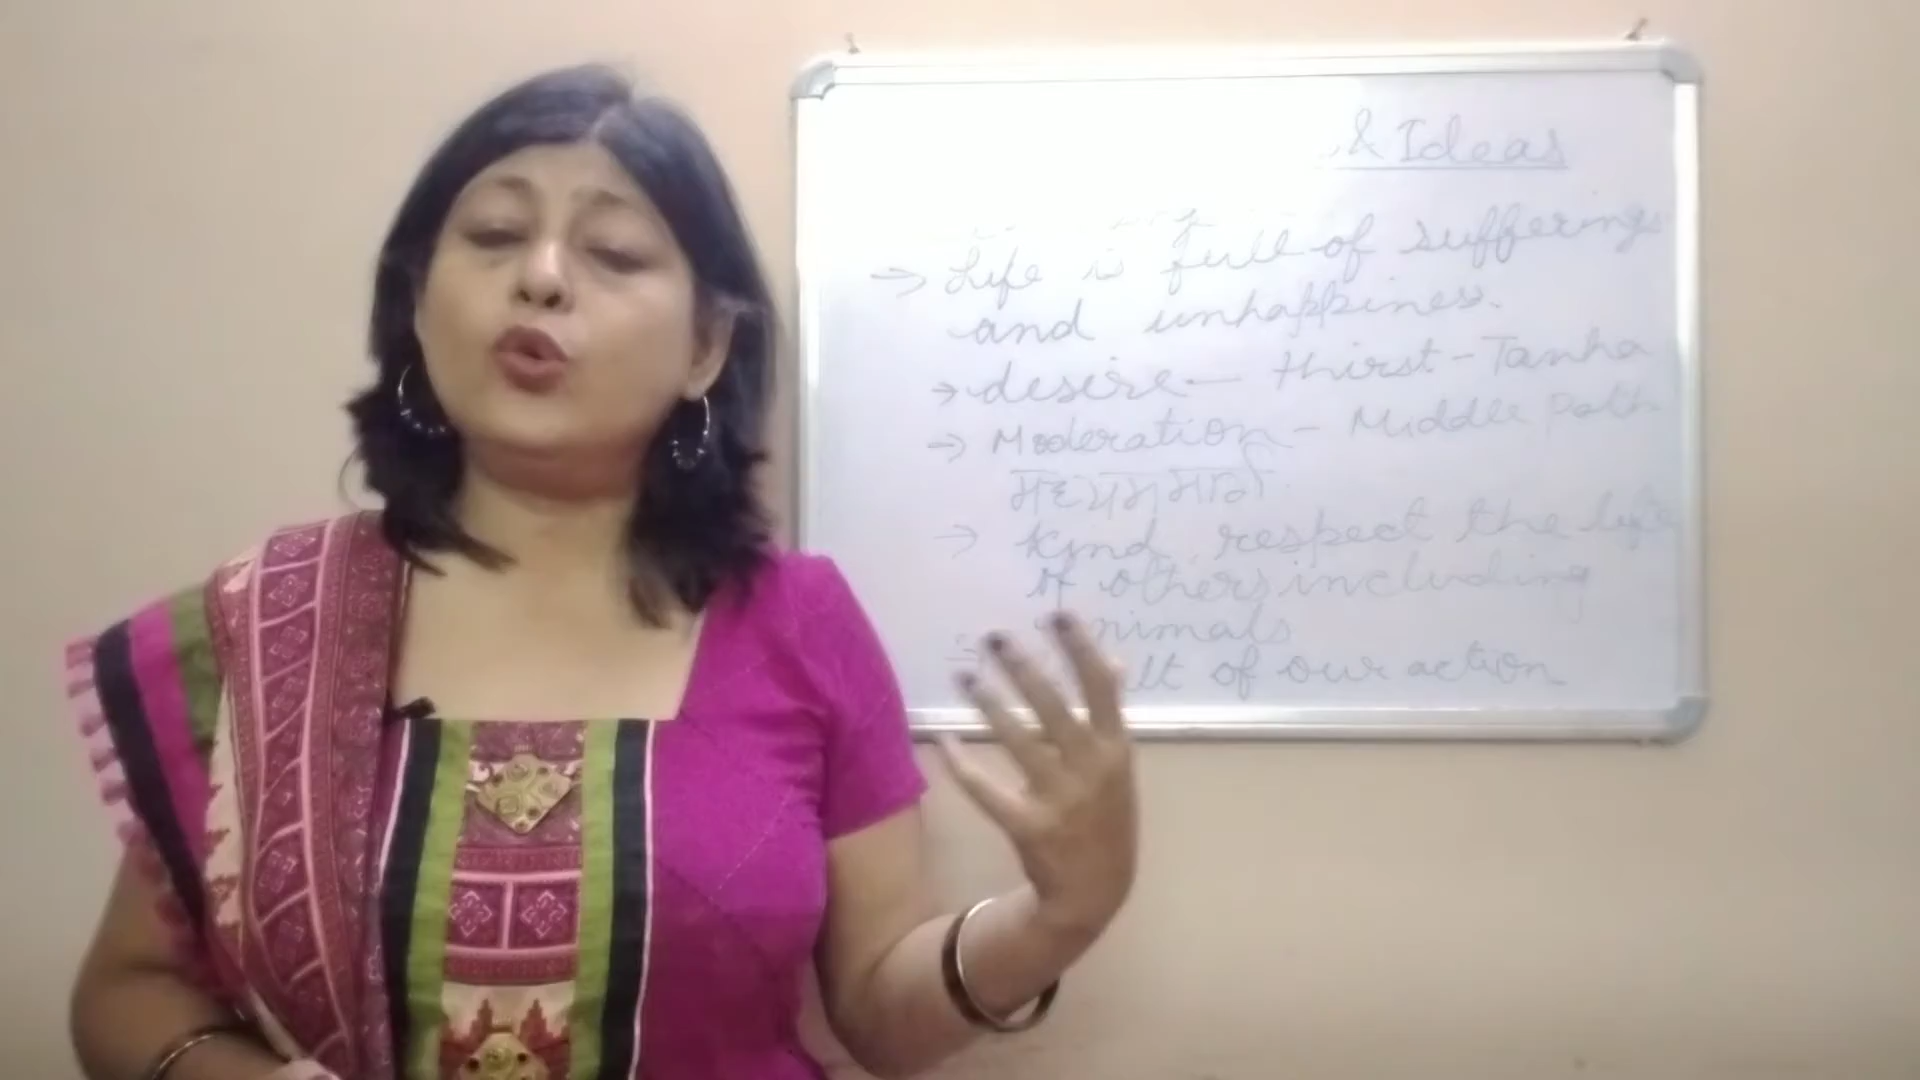 & Ideas
→ Life is full of sufferings
and unhappiness.
→ desire — thirst - Tanha
→ Moderation - Middle Path
मध्यममार्ग
→ kind, respect the life
of others including
animals
→ of our action